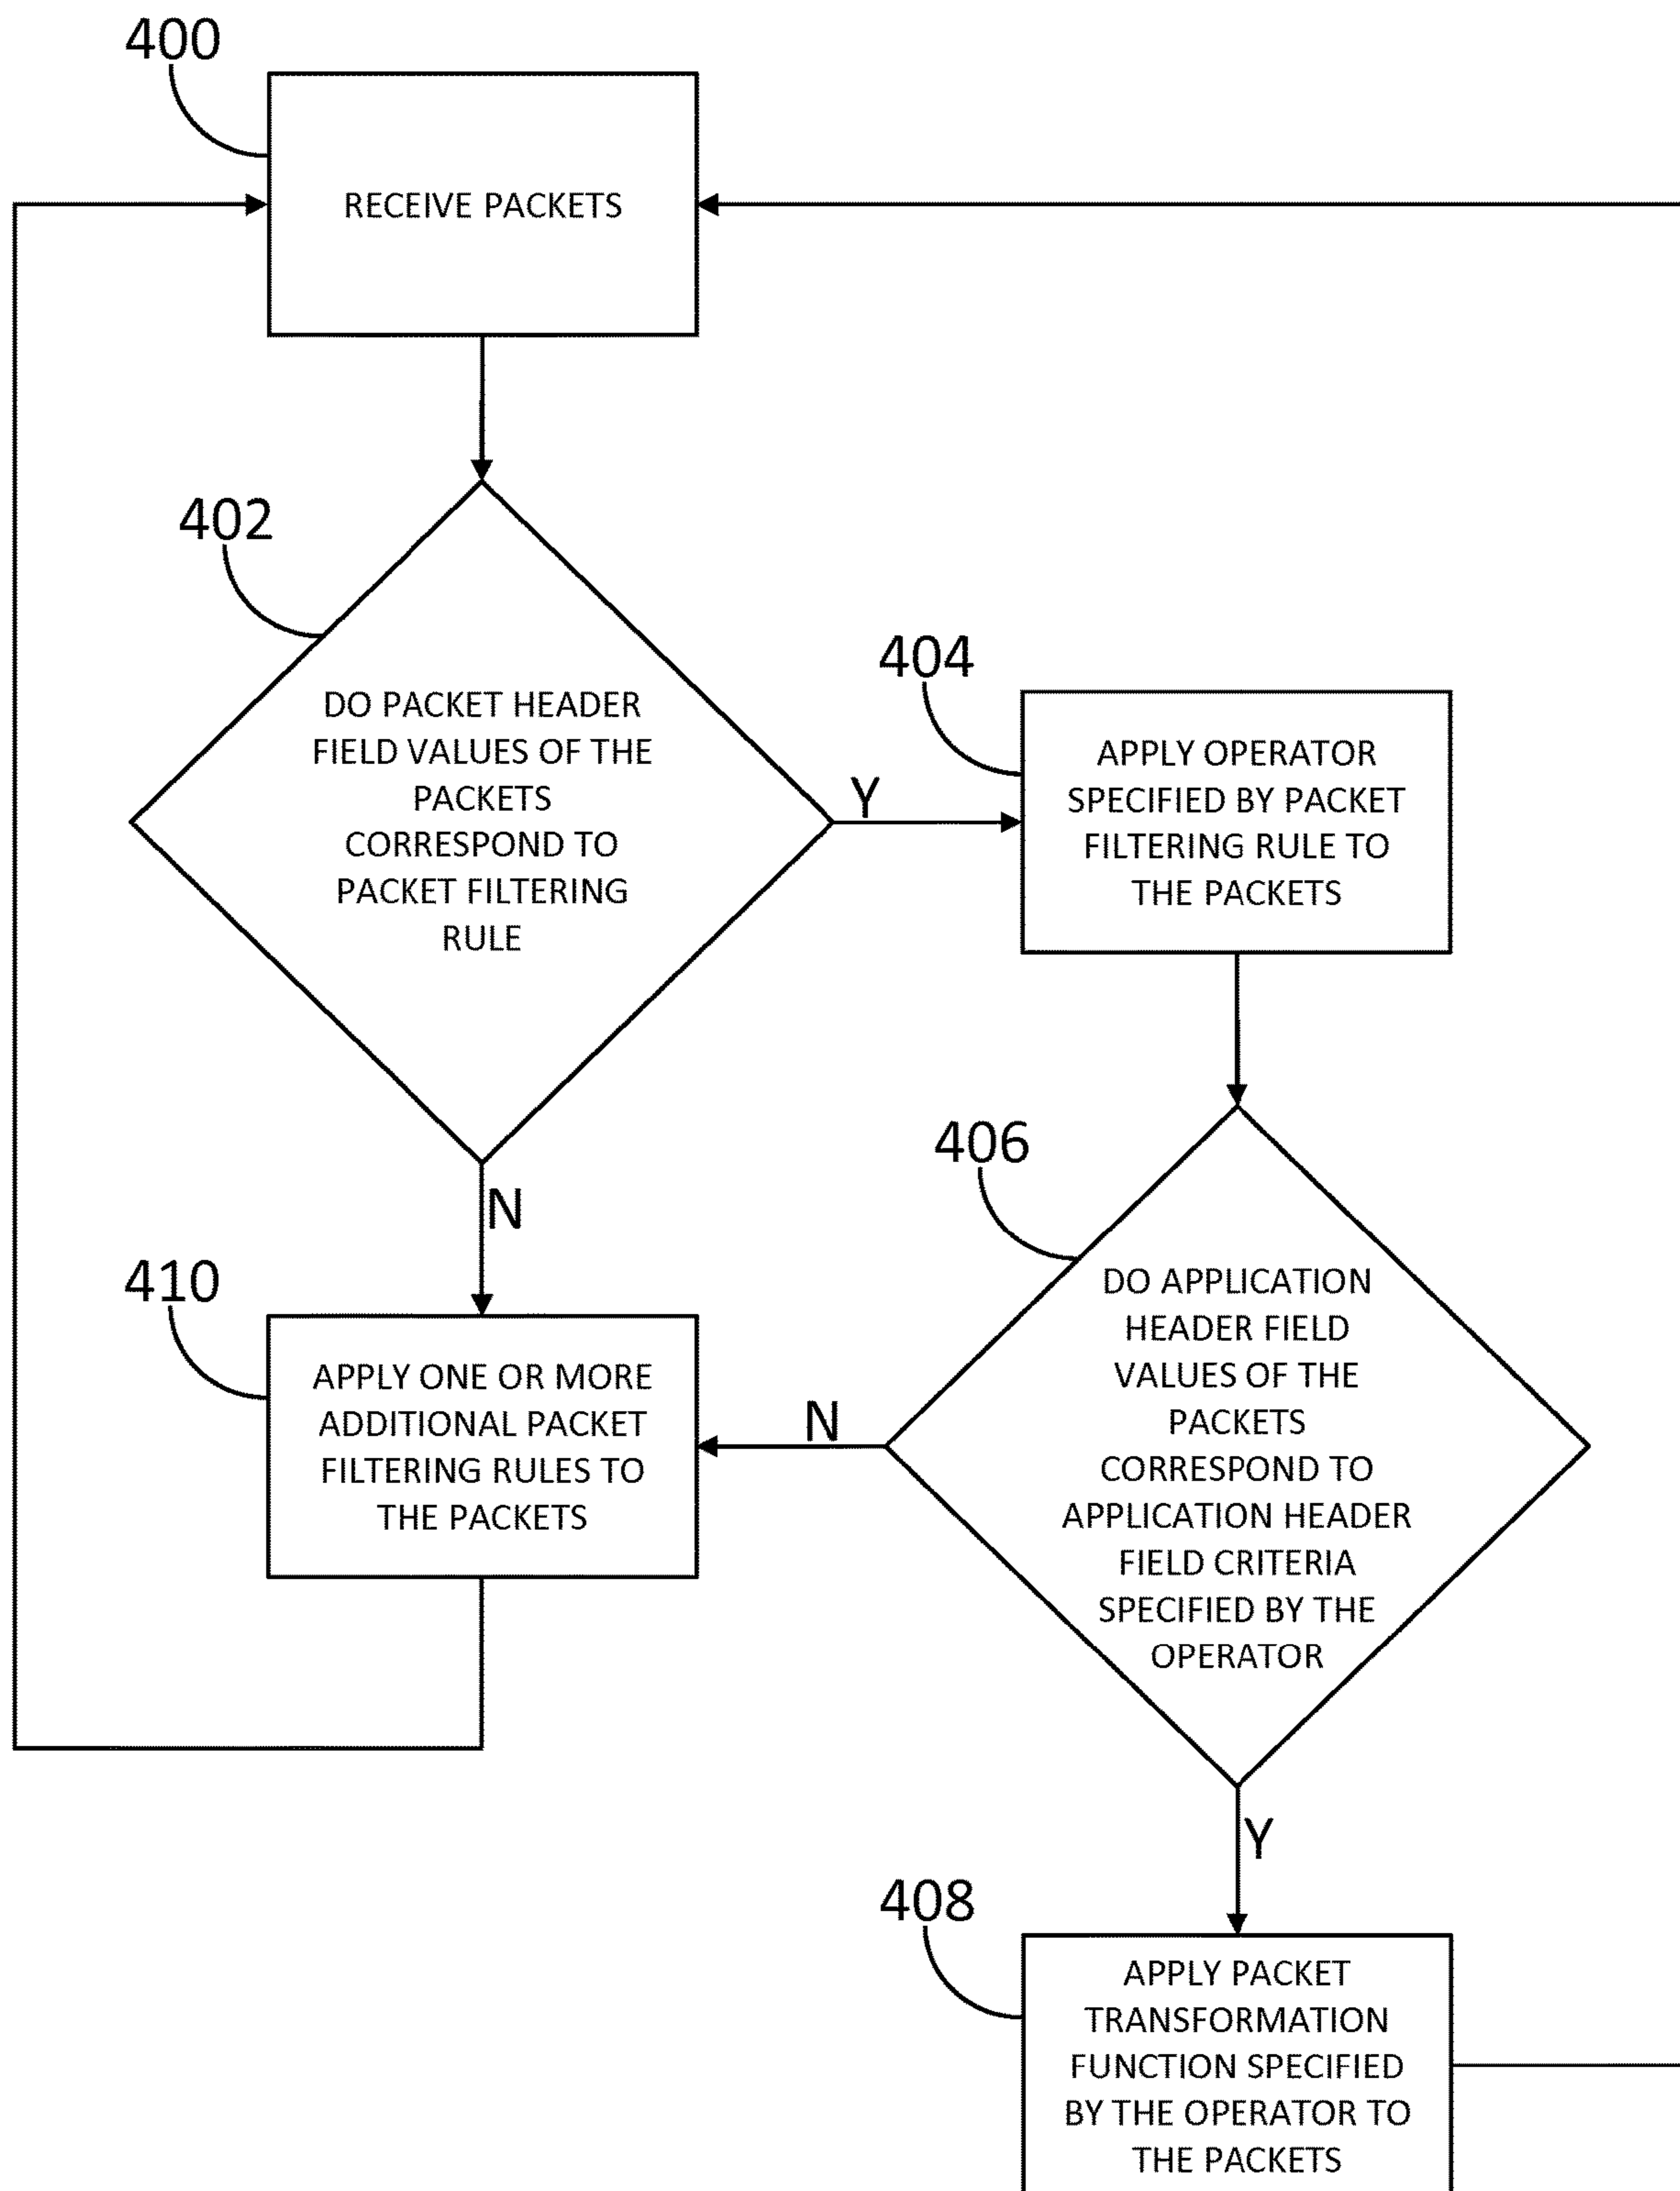 400
RECEIVE PACKETS
402
DO PACKET HEADER
FIELD VALUES OF THE
PACKETS
CORRESPOND TO
PACKET FILTERING
RULE
Y
404
APPLY OPERATOR
SPECIFIED BY PACKET
FILTERING RULE TO
THE PACKETS
N
406
DO APPLICATION
HEADER FIELD
VALUES OF THE
PACKETS
CORRESPOND TO
APPLICATION HEADER
FIELD CRITERIA
SPECIFIED BY THE
OPERATOR
N
410
APPLY ONE OR MORE
ADDITIONAL PACKET
FILTERING RULES TO
THE PACKETS
Y
408
APPLY PACKET
TRANSFORMATION
FUNCTION SPECIFIED
BY THE OPERATOR TO
THE PACKETS